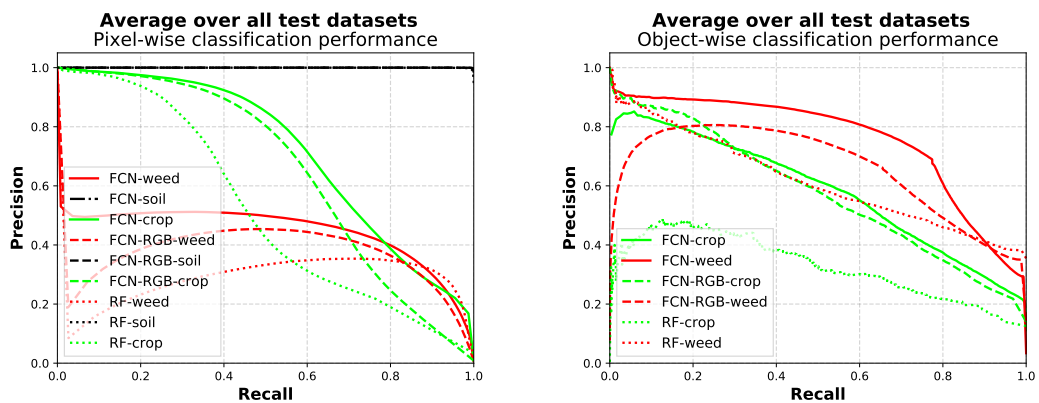 Average over all test datasets
Pixel-wise classification performance
1.0
0.8
0.6
0.4
0.2
0.0
Precision
FCN-weed
FCN-soil
FCN-crop
FCN-RGB-weed
FCN-RGB-soil
FCN-RGB-crop
RF-weed
RF-soil
RF-crop
0.0 0.2 0.4 0.6 0.8 1.0
Recall
Average over all test datasets
Object-wise classification performance
1.0
0.8
0.6
0.4
0.2
0.0
Precision
FCN-crop
FCN-weed
FCN-RGB-crop
FCN-RGB-weed
RF-crop
RF-weed
0.0 0.2 0.4 0.6 0.8 1.0
Recall